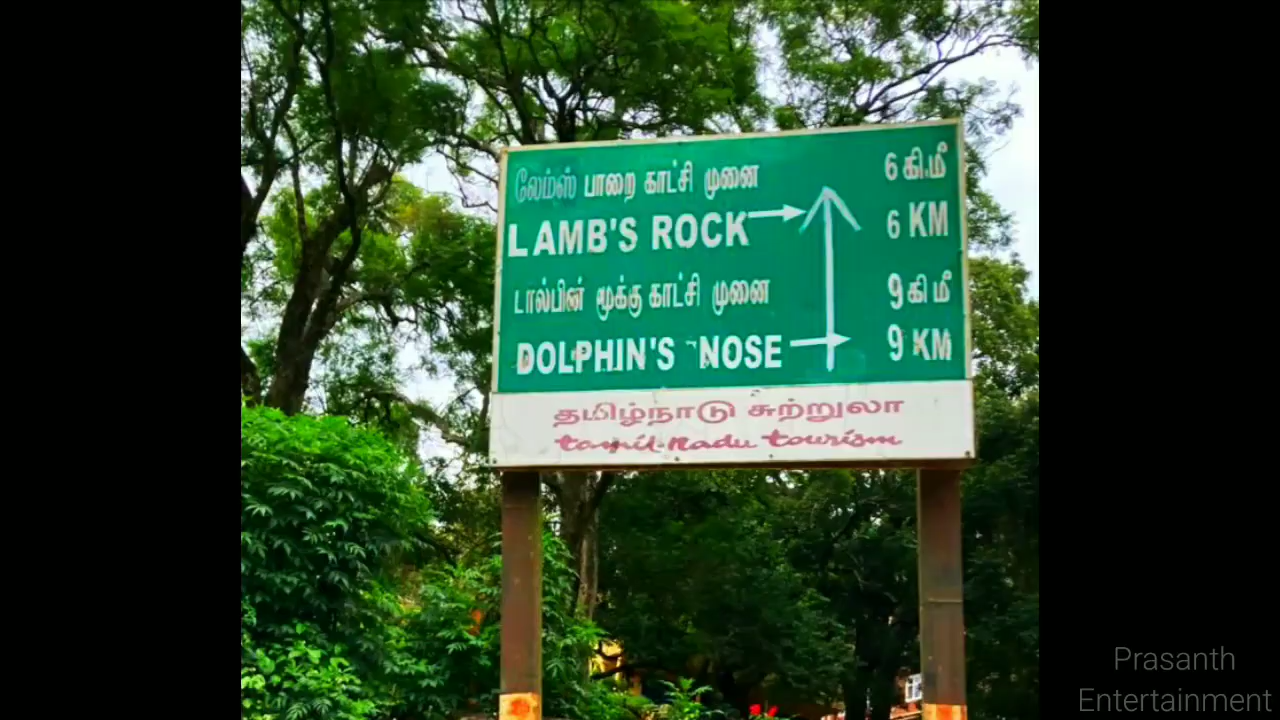 லேம்ஸ் பாறை காட்சி முனை 6 கி.மீ
LAMB'S ROCK 6 KM
டால்பின் மூக்கு காட்சி முனை 9 கி மீ
DOLPHIN'S NOSE 9 KM
தமிழ்நாடு சுற்றுலா
tamil nadu tourism
Prasanth
Entertainment